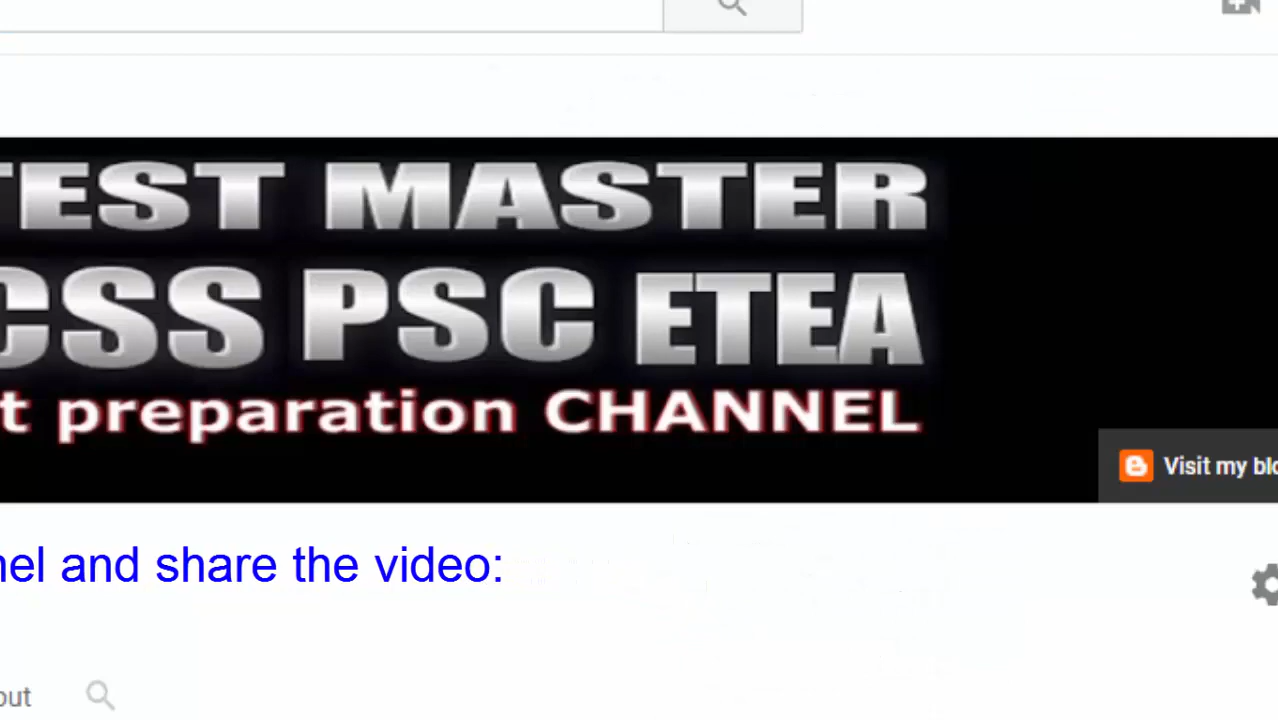 TEST MASTER
CSS PSC ETEA
t preparation CHANNEL
Visit my blo
nel and share the video:
out